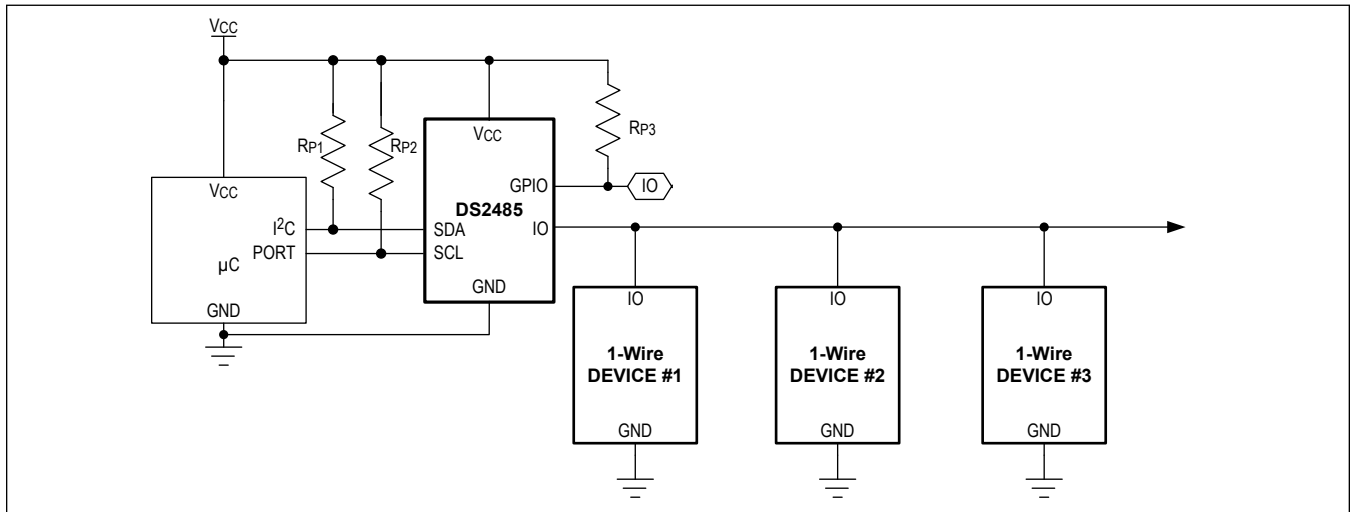 VCC
RP1
RP2
RP3
VCC
GPIO
IO
DS2485
VCC
I²C
SDA
IO
PORT
SCL
µC
GND
GND
IO
IO
IO
1-Wire
DEVICE #1
1-Wire
DEVICE #2
1-Wire
DEVICE #3
GND
GND
GND